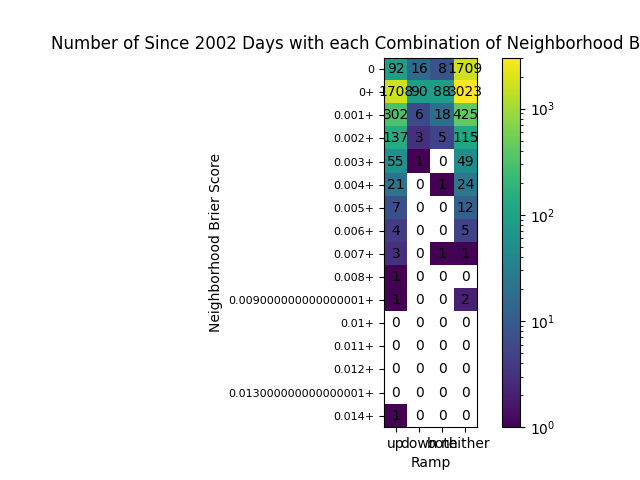 Number of Since 2002 Days with each Combination of Neighborhood B
Neighborhood Brier Score
0 92 16 8 1709
0+ 1708 90 88 3023
0.001+ 302 6 18 425
0.002+ 137 3 5 115
0.003+ 55 1 0 49
0.004+ 21 0 1 24
0.005+ 7 0 0 12
0.006+ 4 0 0 5
0.007+ 3 0 1 1
0.008+ 1 0 0 0
0.009000000000000001+ 1 0 0 2
0.01+ 0 0 0 0
0.011+ 0 0 0 0
0.012+ 0 0 0 0
0.013000000000000001+ 0 0 0 0
0.014+ 1 0 0 0
up down both neither
Ramp
10³
10²
10¹
10⁰